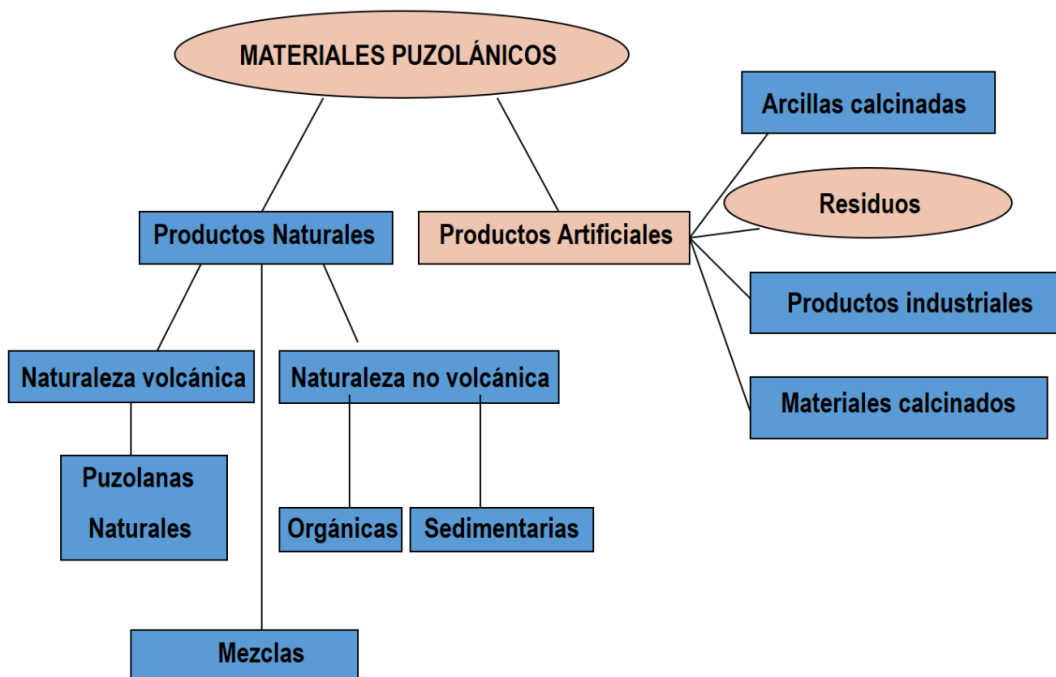 MATERIALES PUZOLÁNICOS
Arcillas calcinadas
Residuos
Productos Naturales
Productos Artificiales
Productos industriales
Naturaleza volcánica
Naturaleza no volcánica
Materiales calcinados
Puzolanas
Naturales
Orgánicas
Sedimentarias
Mezclas